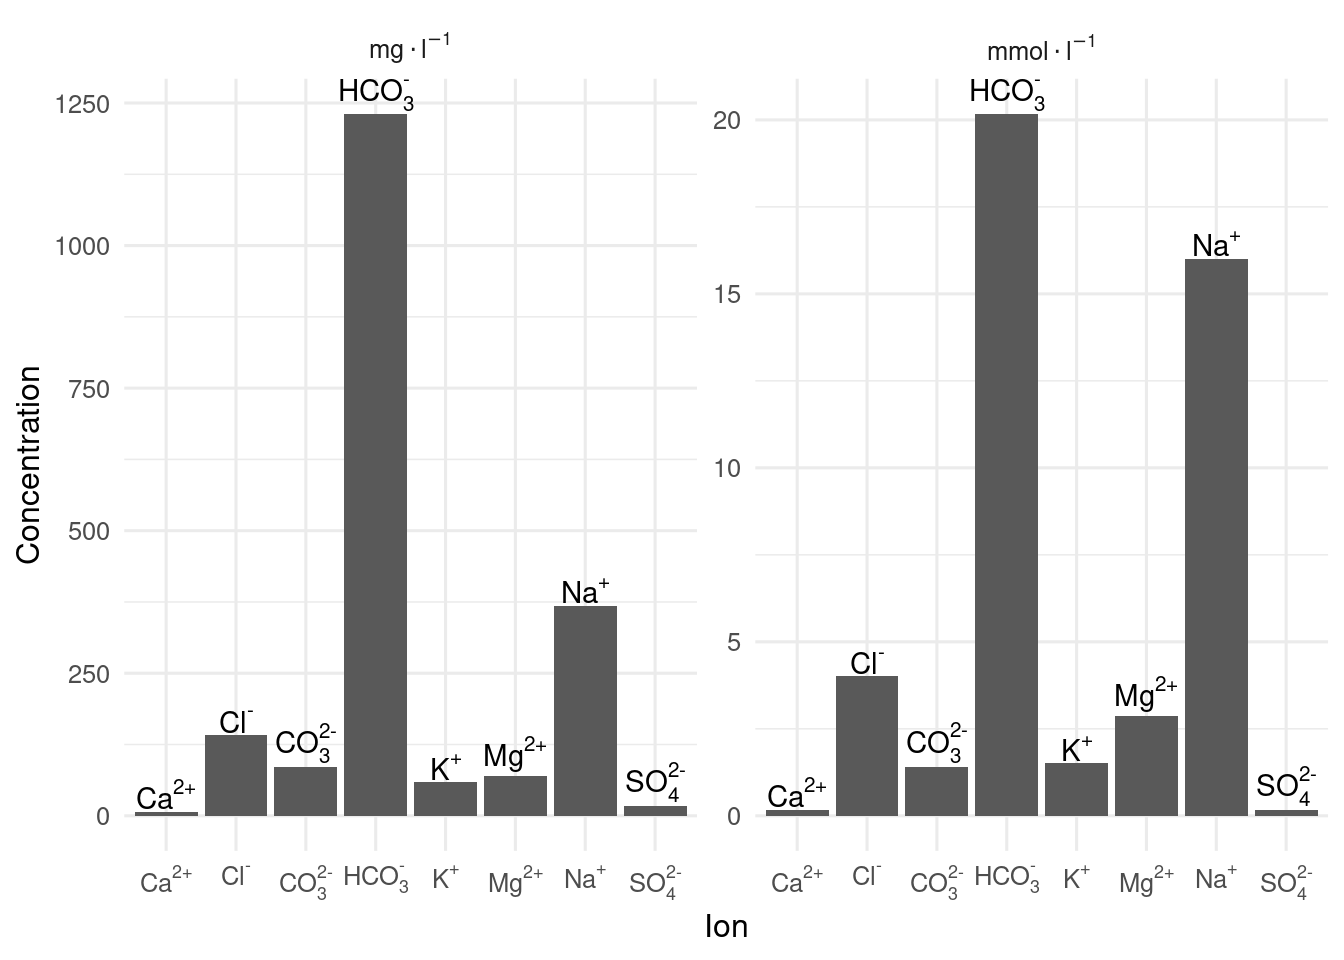 mg · l⁻¹
mmol · l⁻¹
Concentration
1250
1000
750
500
250
0
Ca²⁺
Cl⁻
CO₃²⁻
HCO₃⁻
K⁺
Mg²⁺
Na⁺
SO₄²⁻
Ca²⁺
Cl⁻
CO₃²⁻
HCO₃⁻
K⁺
Mg²⁺
Na⁺
SO₄²⁻
20
15
10
5
0
Ca²⁺
Cl⁻
CO₃²⁻
HCO₃⁻
K⁺
Mg²⁺
Na⁺
SO₄²⁻
Ca²⁺
Cl⁻
CO₃²⁻
HCO₃⁻
K⁺
Mg²⁺
Na⁺
SO₄²⁻
Ion